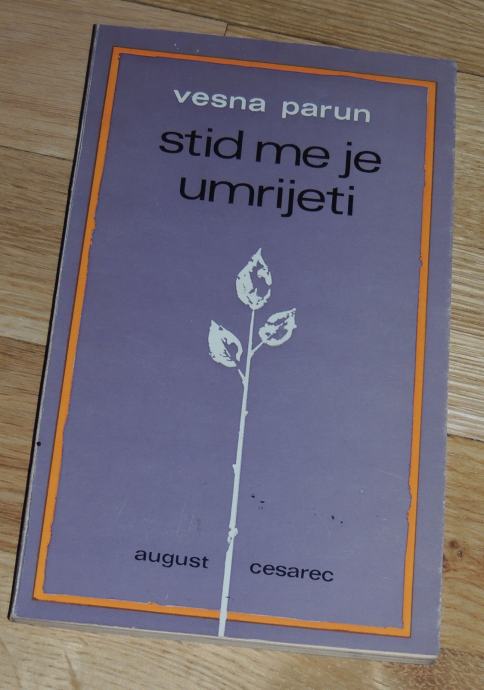 vesna parun
stid me je
umrijeti
august cesarec